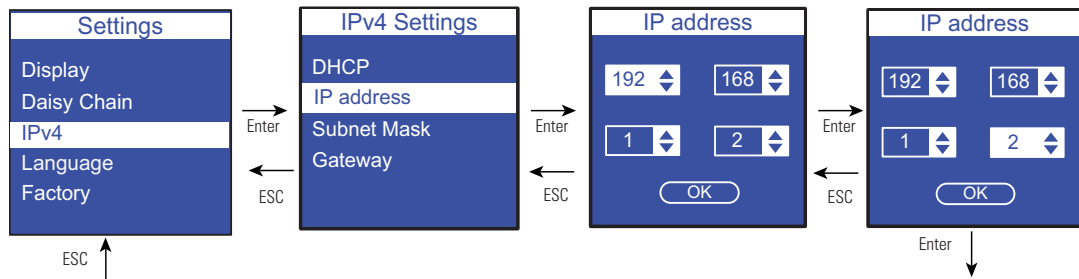 Settings
Display
Daisy Chain
IPv4
Language
Factory
Enter
ESC
IPv4 Settings
DHCP
IP address
Subnet Mask
Gateway
Enter
ESC
IP address
192 168
1 2
OK
Enter
ESC
IP address
192 168
1 2
OK
ESC
Enter